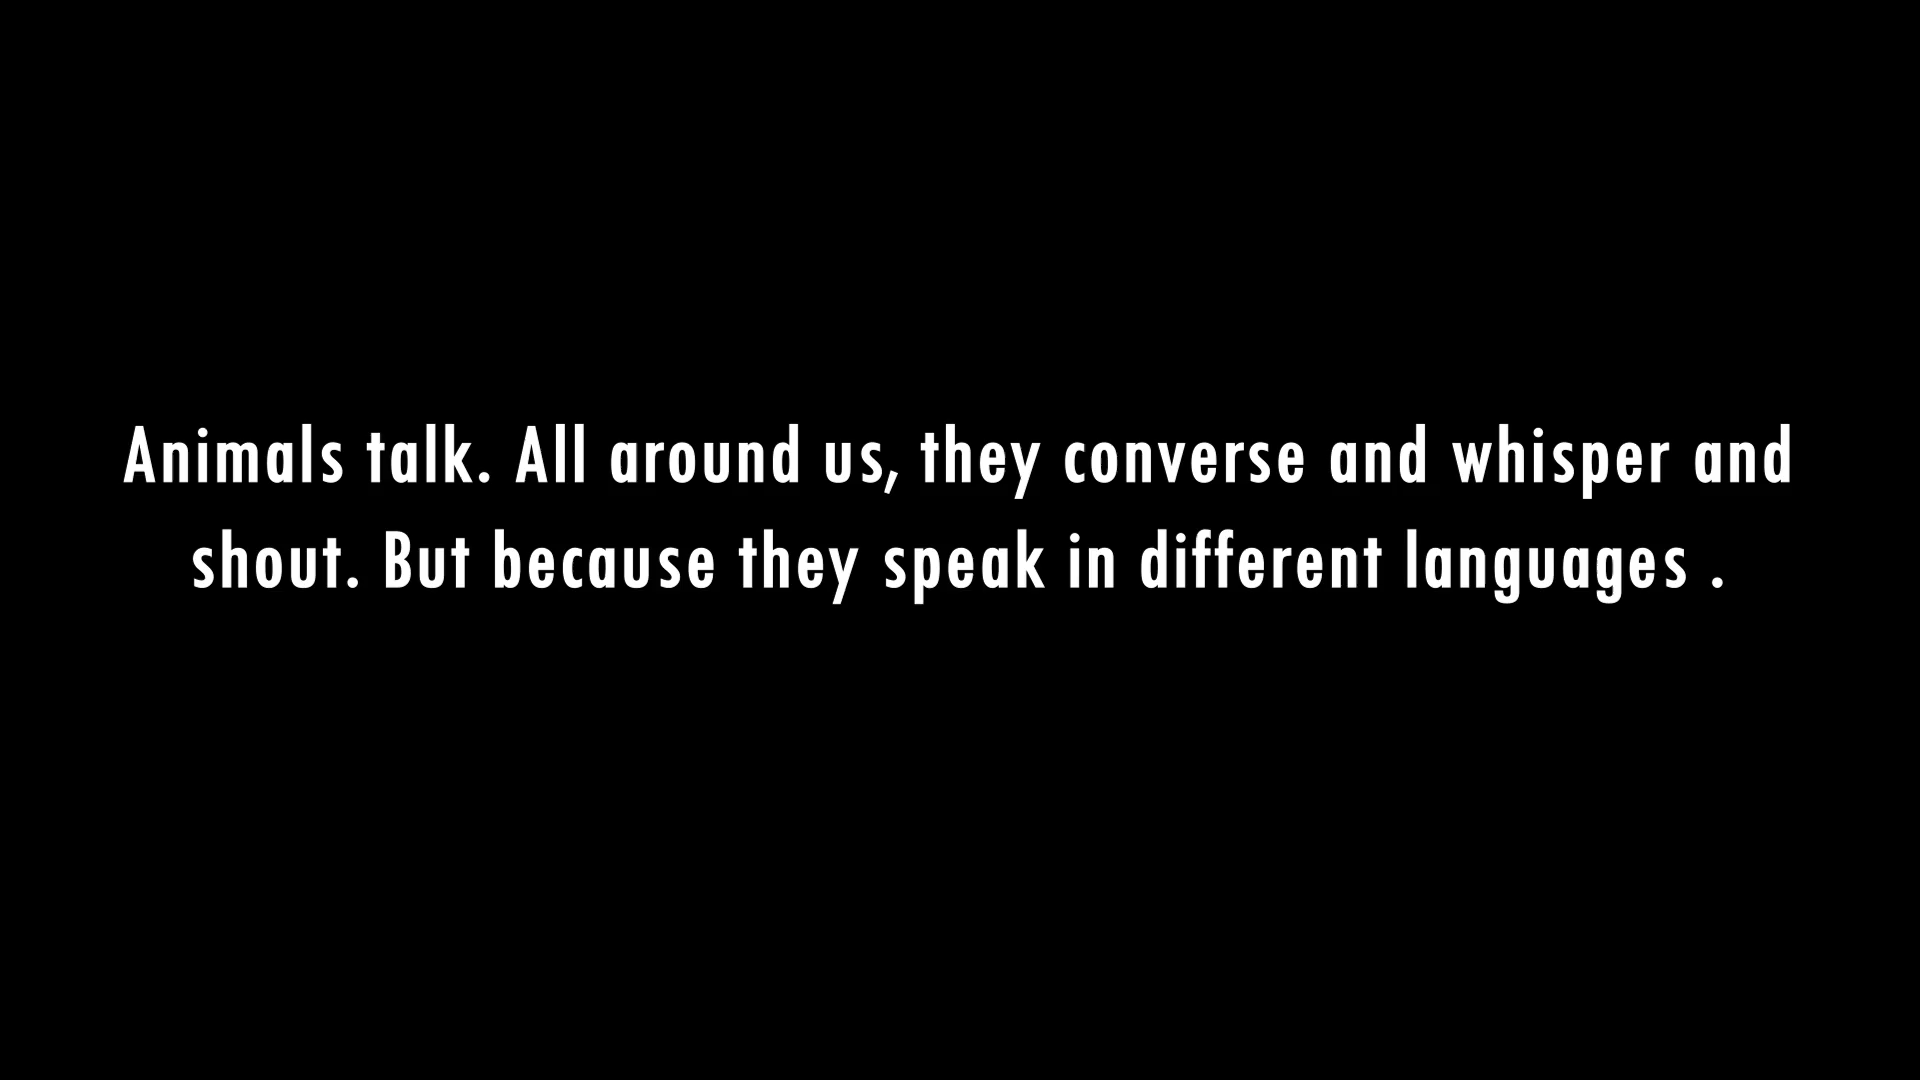 Animals talk. All around us, they converse and whisper and
shout. But because they speak in different languages .